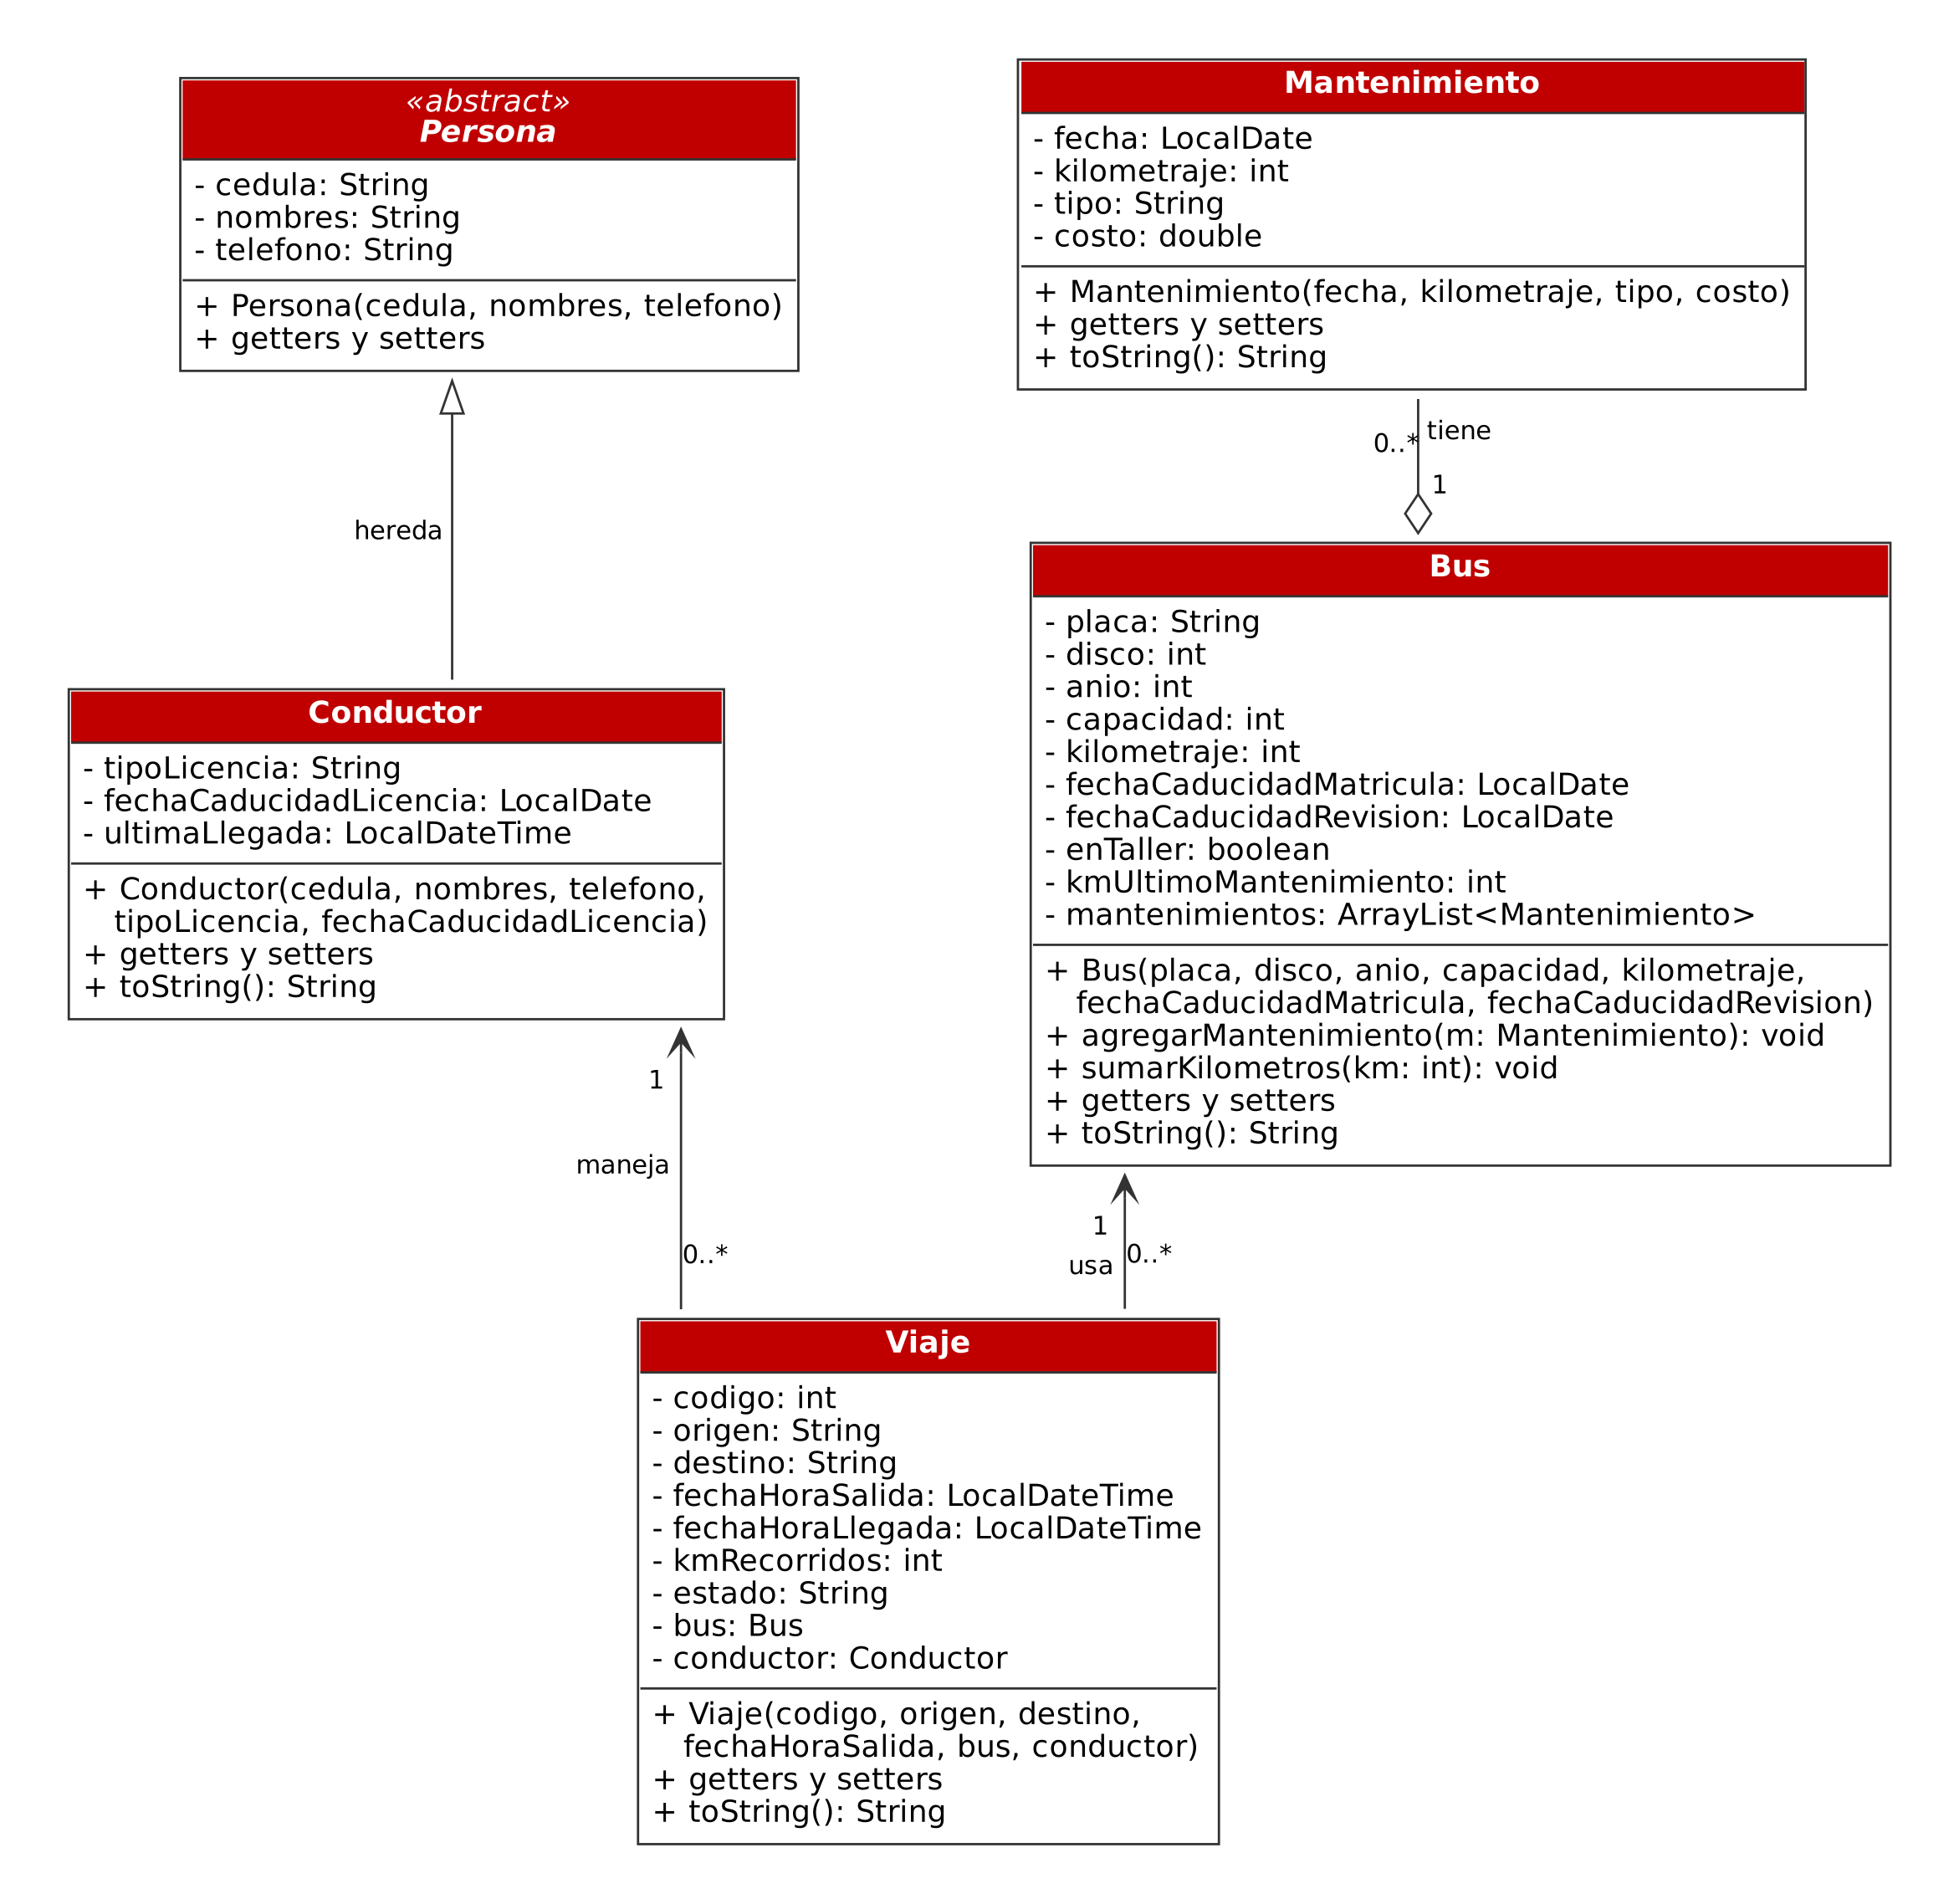 «abstract»
Persona
- cedula: String
- nombres: String
- telefono: String
+ Persona(cedula, nombres, telefono)
+ getters y setters
Mantenimiento
- fecha: LocalDate
- kilometraje: int
- tipo: String
- costo: double
+ Mantenimiento(fecha, kilometraje, tipo, costo)
+ getters y setters
+ toString(): String
hereda
tiene
0..*
1
Conductor
- tipoLicencia: String
- fechaCaducidadLicencia: LocalDate
- ultimaLlegada: LocalDateTime
+ Conductor(cedula, nombres, telefono,
tipoLicencia, fechaCaducidadLicencia)
+ getters y setters
+ toString(): String
Bus
- placa: String
- disco: int
- anio: int
- capacidad: int
- kilometraje: int
- fechaCaducidadMatricula: LocalDate
- fechaCaducidadRevision: LocalDate
- enTaller: boolean
- kmUltimoMantenimiento: int
- mantenimientos: ArrayList<Mantenimiento>
+ Bus(placa, disco, anio, capacidad, kilometraje,
fechaCaducidadMatricula, fechaCaducidadRevision)
+ agregarMantenimiento(m: Mantenimiento): void
+ sumarKilometros(km: int): void
+ getters y setters
+ toString(): String
1
maneja
0..*
1
usa
0..*
Viaje
- codigo: int
- origen: String
- destino: String
- fechaHoraSalida: LocalDateTime
- fechaHoraLlegada: LocalDateTime
- kmRecorridos: int
- estado: String
- bus: Bus
- conductor: Conductor
+ Viaje(codigo, origen, destino,
fechaHoraSalida, bus, conductor)
+ getters y setters
+ toString(): String